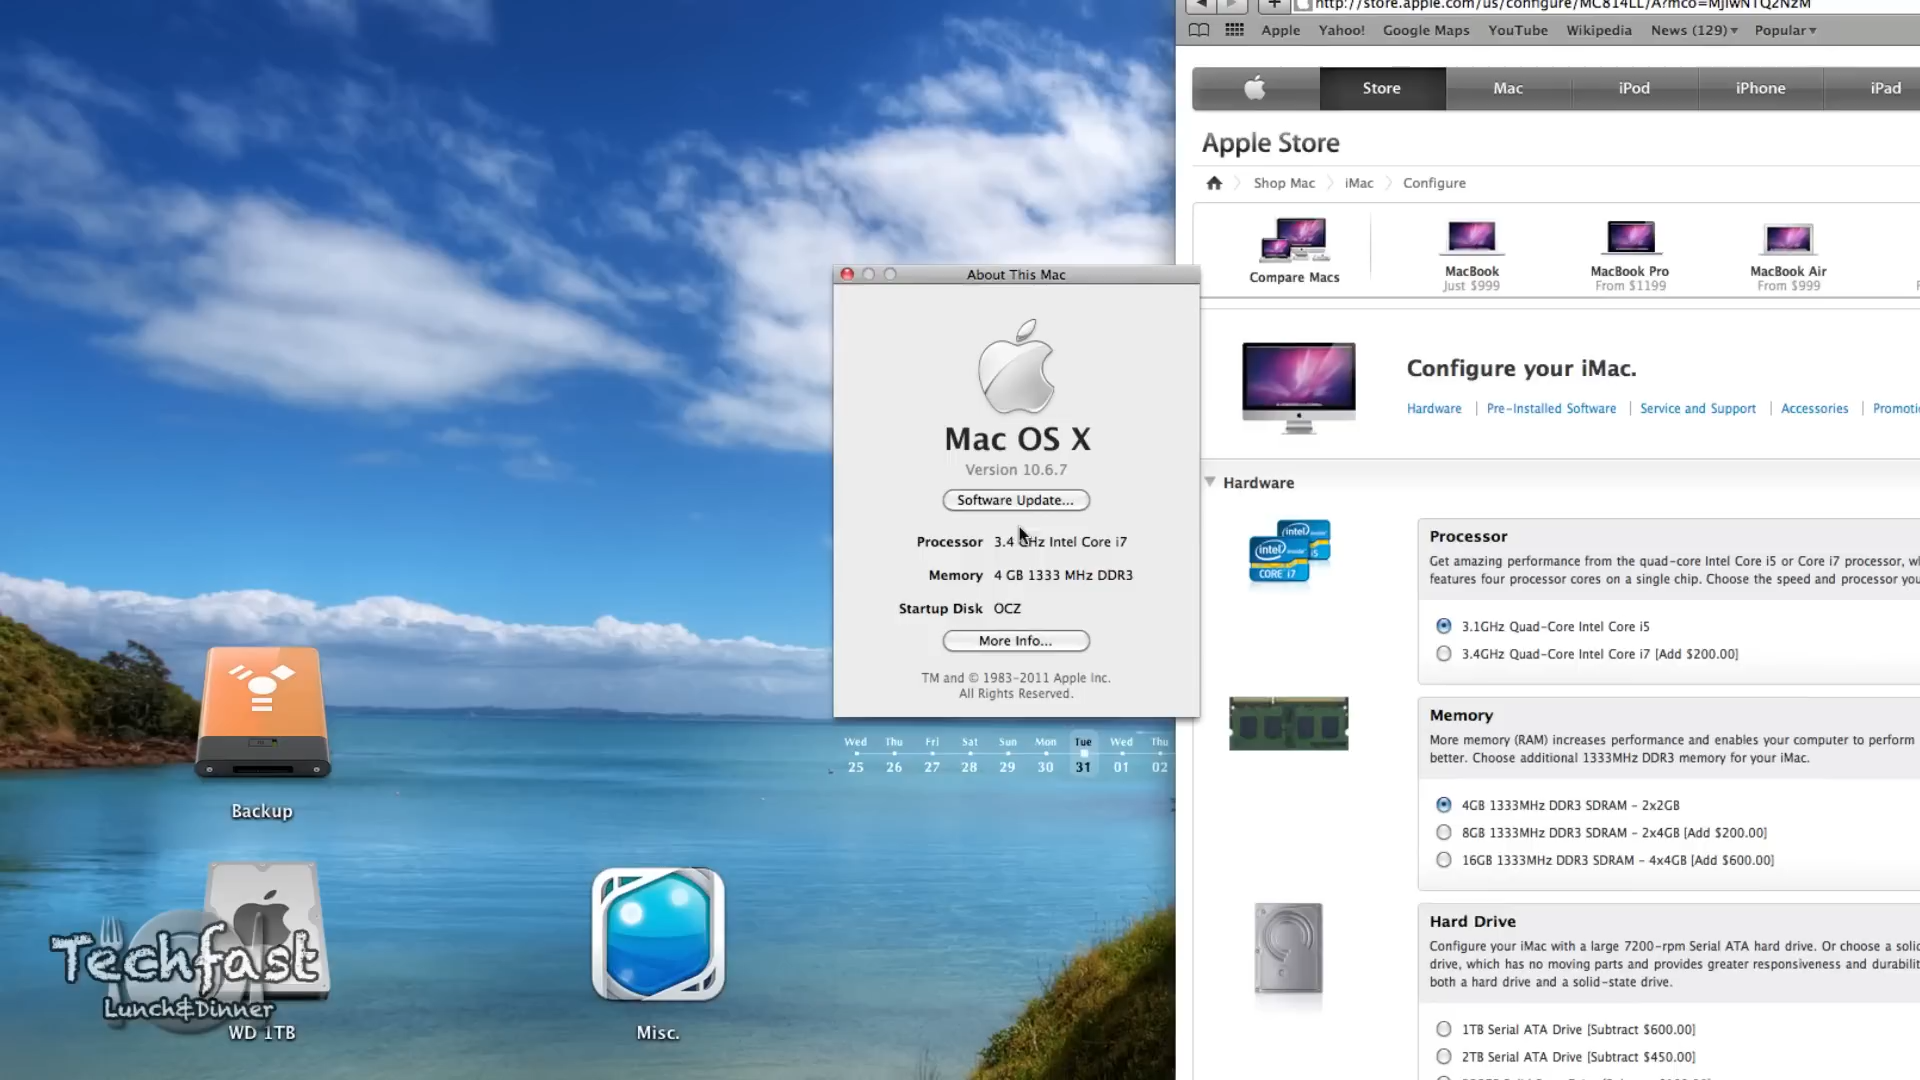 http://store.apple.com/us/configure/MC814LL/A?mco=MjIwNTQ2NzM
Apple Yahoo! Google Maps YouTube Wikipedia News (129) Popular
Store Mac iPod iPhone iPad
Apple Store
Shop Mac iMac Configure
Compare Macs
MacBook
Just $999
MacBook Pro
From $1199
MacBook Air
From $999
Configure your iMac.
Hardware Pre-Installed Software Service and Support Accessories
Hardware
intel
intel
CORE i7
i5
Processor
Get amazing performance from the quad-core Intel Core i5 or Core i7 processor,
features four processor cores on a single chip. Choose the speed and processor
3.1GHz Quad-Core Intel Core i5
3.4GHz Quad-Core Intel Core i7 [Add $200.00]
Memory
More memory (RAM) increases performance and enables your computer to perform
better. Choose additional 1333MHz DDR3 memory for your iMac.
4GB 1333MHz DDR3 SDRAM - 2x2GB
8GB 1333MHz DDR3 SDRAM - 2x4GB [Add $200.00]
16GB 1333MHz DDR3 SDRAM - 4x4GB [Add $600.00]
Hard Drive
Configure your iMac with a large 7200-rpm Serial ATA hard drive. Or choose a
drive, which has no moving parts and provides greater responsiveness and
both a hard drive and a solid-state drive.
1TB Serial ATA Drive [Subtract $600.00]
2TB Serial ATA Drive [Subtract $450.00]
About This Mac
Mac OS X
Version 10.6.7
Software Update...
Processor 3.4 GHz Intel Core i7
Memory 4 GB 1333 MHz DDR3
Startup Disk OCZ
More Info...
TM and © 1983-2011 Apple Inc.
All Rights Reserved.
Wed Thu Fri Sat Sun Mon Tue Wed Thu
25 26 27 28 29 30 31 01 02
Backup
Techfast
Lunch&Dinner
WD 1TB
Misc.